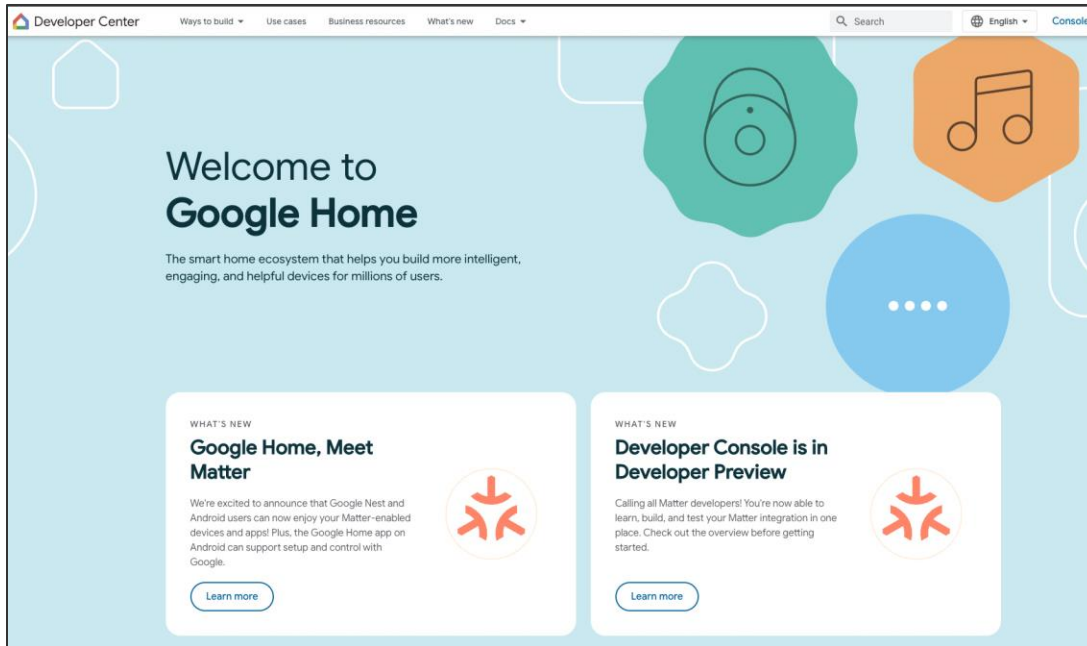 Developer Center
Ways to build
Use cases
Business resources
What's new
Docs
Search
English
Console
Welcome to
Google Home
The smart home ecosystem that helps you build more intelligent,
engaging, and helpful devices for millions of users.
WHAT'S NEW
Google Home, Meet
Matter
We're excited to announce that Google Nest and
Android users can now enjoy your Matter-enabled
devices and apps! Plus, the Google Home app on
Android can support setup and control with
Google.
Learn more
WHAT'S NEW
Developer Console is in
Developer Preview
Calling all Matter developers! You're now able to
learn, build, and test your Matter integration in one
place. Check out the overview before getting
started.
Learn more